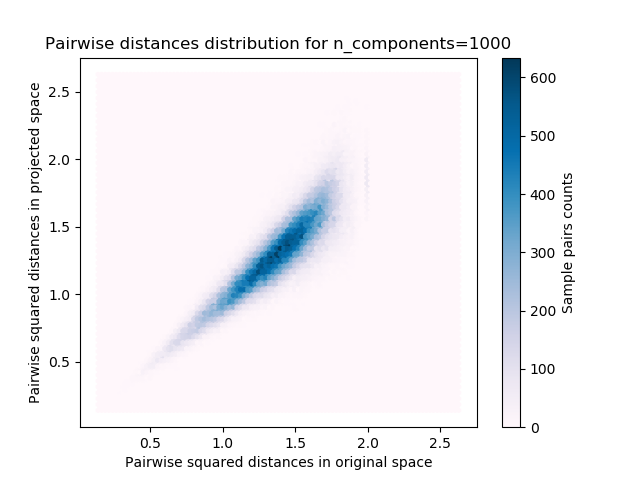 Pairwise distances distribution for n_components=1000
Pairwise squared distances in projected space
2.5
2.0
1.5
1.0
0.5
0.5 1.0 1.5 2.0 2.5
Pairwise squared distances in original space
600
500
400
300
200
100
0
Sample pairs counts